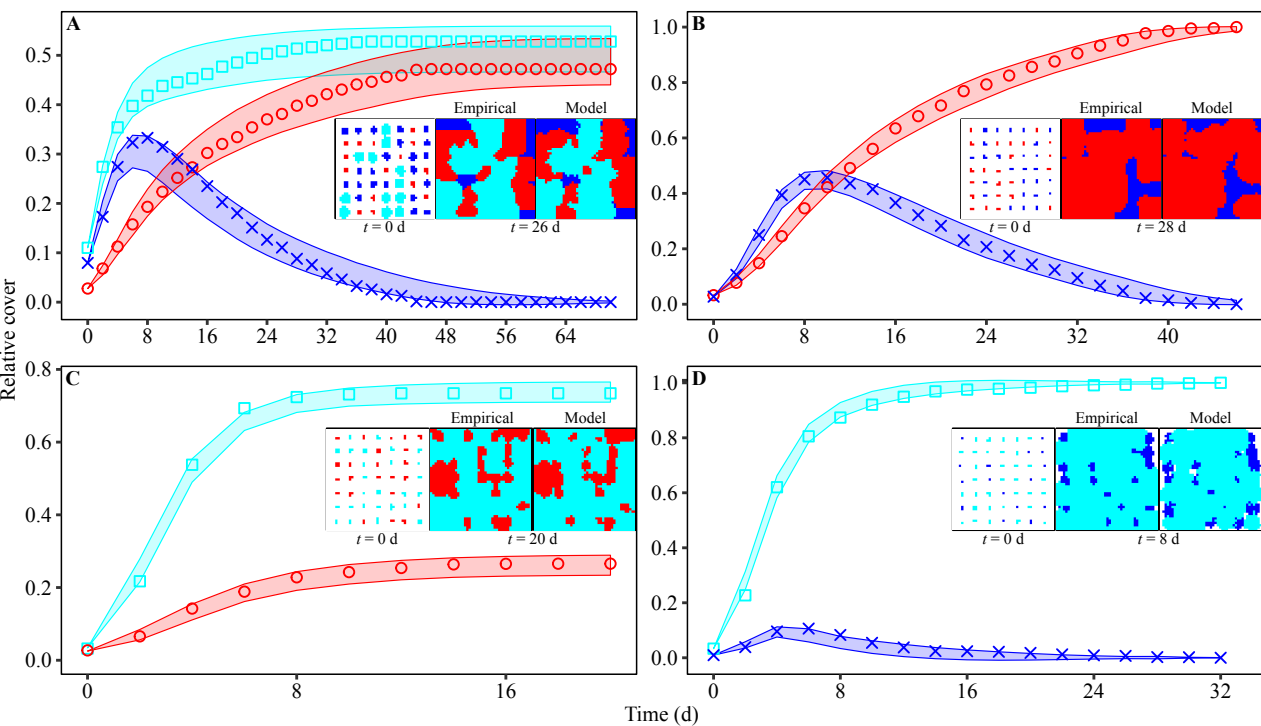 A
0.5
0.4
0.3
0.2
0.1
0.0
Empirical
Model
t = 0 d
t = 26 d
0
8
16
24
32
40
48
56
64
B
1.0
0.8
0.6
0.4
0.2
0.0
Empirical
Model
t = 0 d
t = 28 d
0
8
16
24
32
40
Relative cover
C
0.8
0.6
0.4
0.2
0.0
Empirical
Model
t = 0 d
t = 20 d
0
8
16
D
1.0
0.8
0.6
0.4
0.2
0.0
Empirical
Model
t = 0 d
t = 8 d
0
8
16
24
32
Time (d)